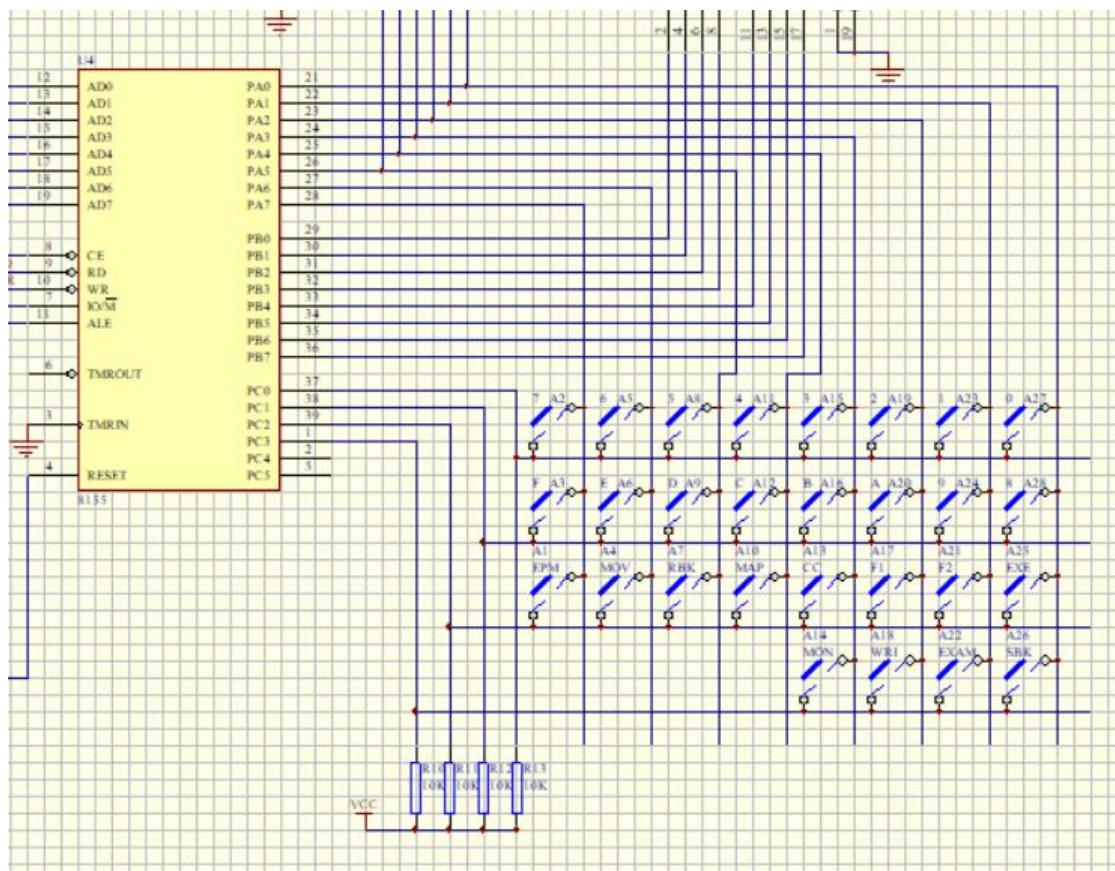 2 4 6 8 11 13 15 17 1 19
U4
12 AD0 PA0 21
13 AD1 PA1 22
14 AD2 PA2 23
15 AD3 PA3 24
16 AD4 PA4 25
17 AD5 PA5 26
18 AD6 PA6 27
19 AD7 PA7 28
PB0 29
8 CE PB1 30
9 RD PB2 31
10 WR PB3 32
7 IO/M PB4 33
11 ALE PB5 34
PB6 35
PB7 36
6 TMROUT
PC0 37
PC1 38
3 TMRIN PC2 39
PC3 1
PC4 2
4 RESET PC5 5
8155
7 A2 6 A5 5 A8 4 A11 3 A15 2 A19 1 A23 0 A27
F A3 E A6 D A9 C A12 B A16 A A20 9 A24 8 A28
A1 A4 A7 A10 A13 A17 A21 A25
EPM MOV RBK MAP CC F1 F2 EXE
A14 A18 A22 A26
MON WRI EXAM SBK
R10 R11 R12 R13
10K 10K 10K 10K
VCC